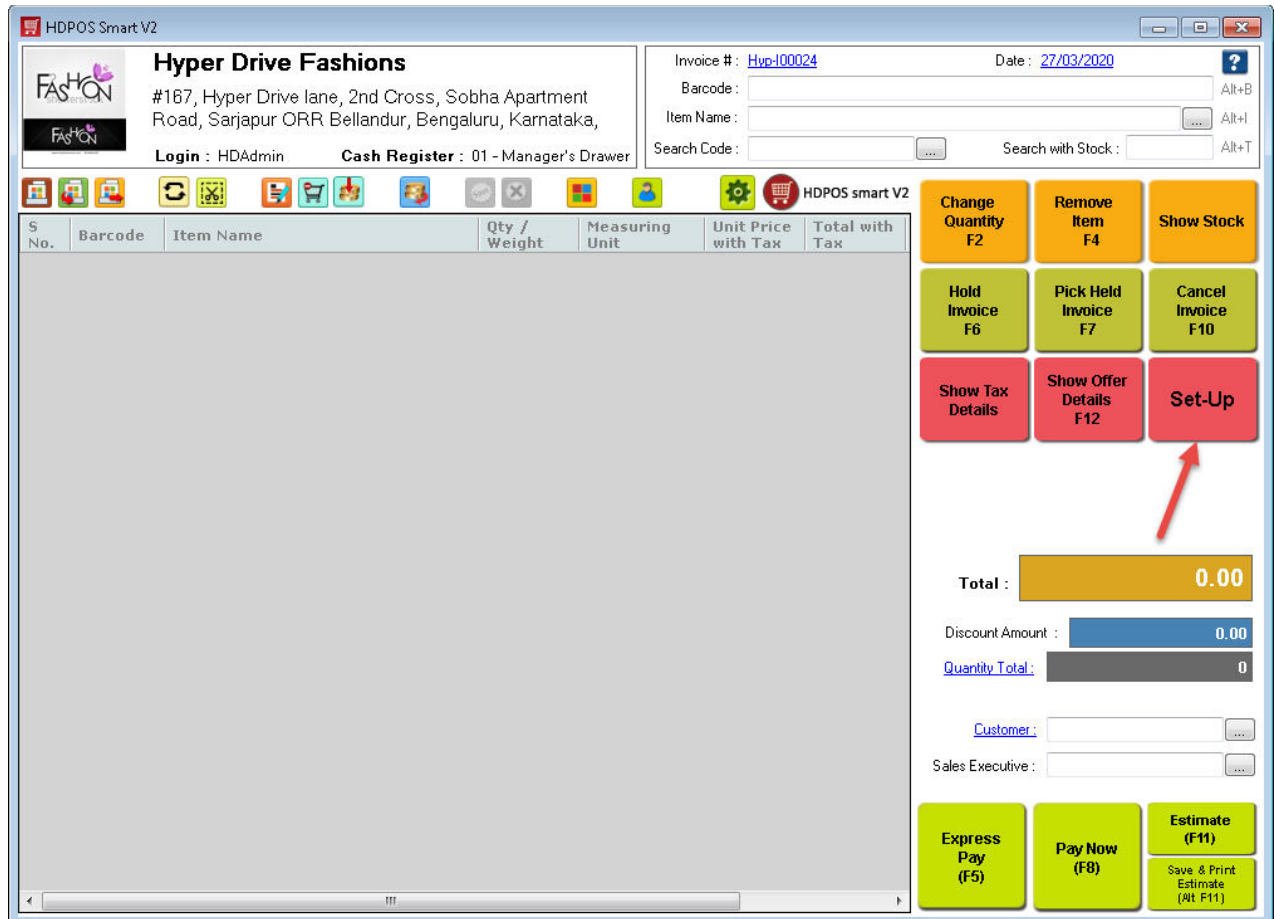 HDPOS Smart V2
FASHION
FASHION
Hyper Drive Fashions
#167, Hyper Drive lane, 2nd Cross, Sobha Apartment
Road, Sarjapur ORR Bellandur, Bengaluru, Karnataka,
Login : HDAdmin Cash Register : 01 - Manager's Drawer
Invoice # : Hyp-I00024 Date : 27/03/2020 ?
Barcode : Alt+B
Item Name : ... Alt+I
Search Code : ... Search with Stock : Alt+T
HDPOS smart V2
S No. Barcode Item Name Qty / Weight Measuring Unit Unit Price with Tax Total with Tax
Change
Quantity
F2
Remove
Item
F4
Show Stock
Hold
Invoice
F6
Pick Held
Invoice
F7
Cancel
Invoice
F10
Show Tax
Details
Show Offer
Details
F12
Set-Up
Total : 0.00
Discount Amount : 0.00
Quantity Total : 0
Customer : ...
Sales Executive : ...
Express
Pay
(F5)
Pay Now
(F8)
Estimate
(F11)
Save & Print
Estimate
(Alt F11)